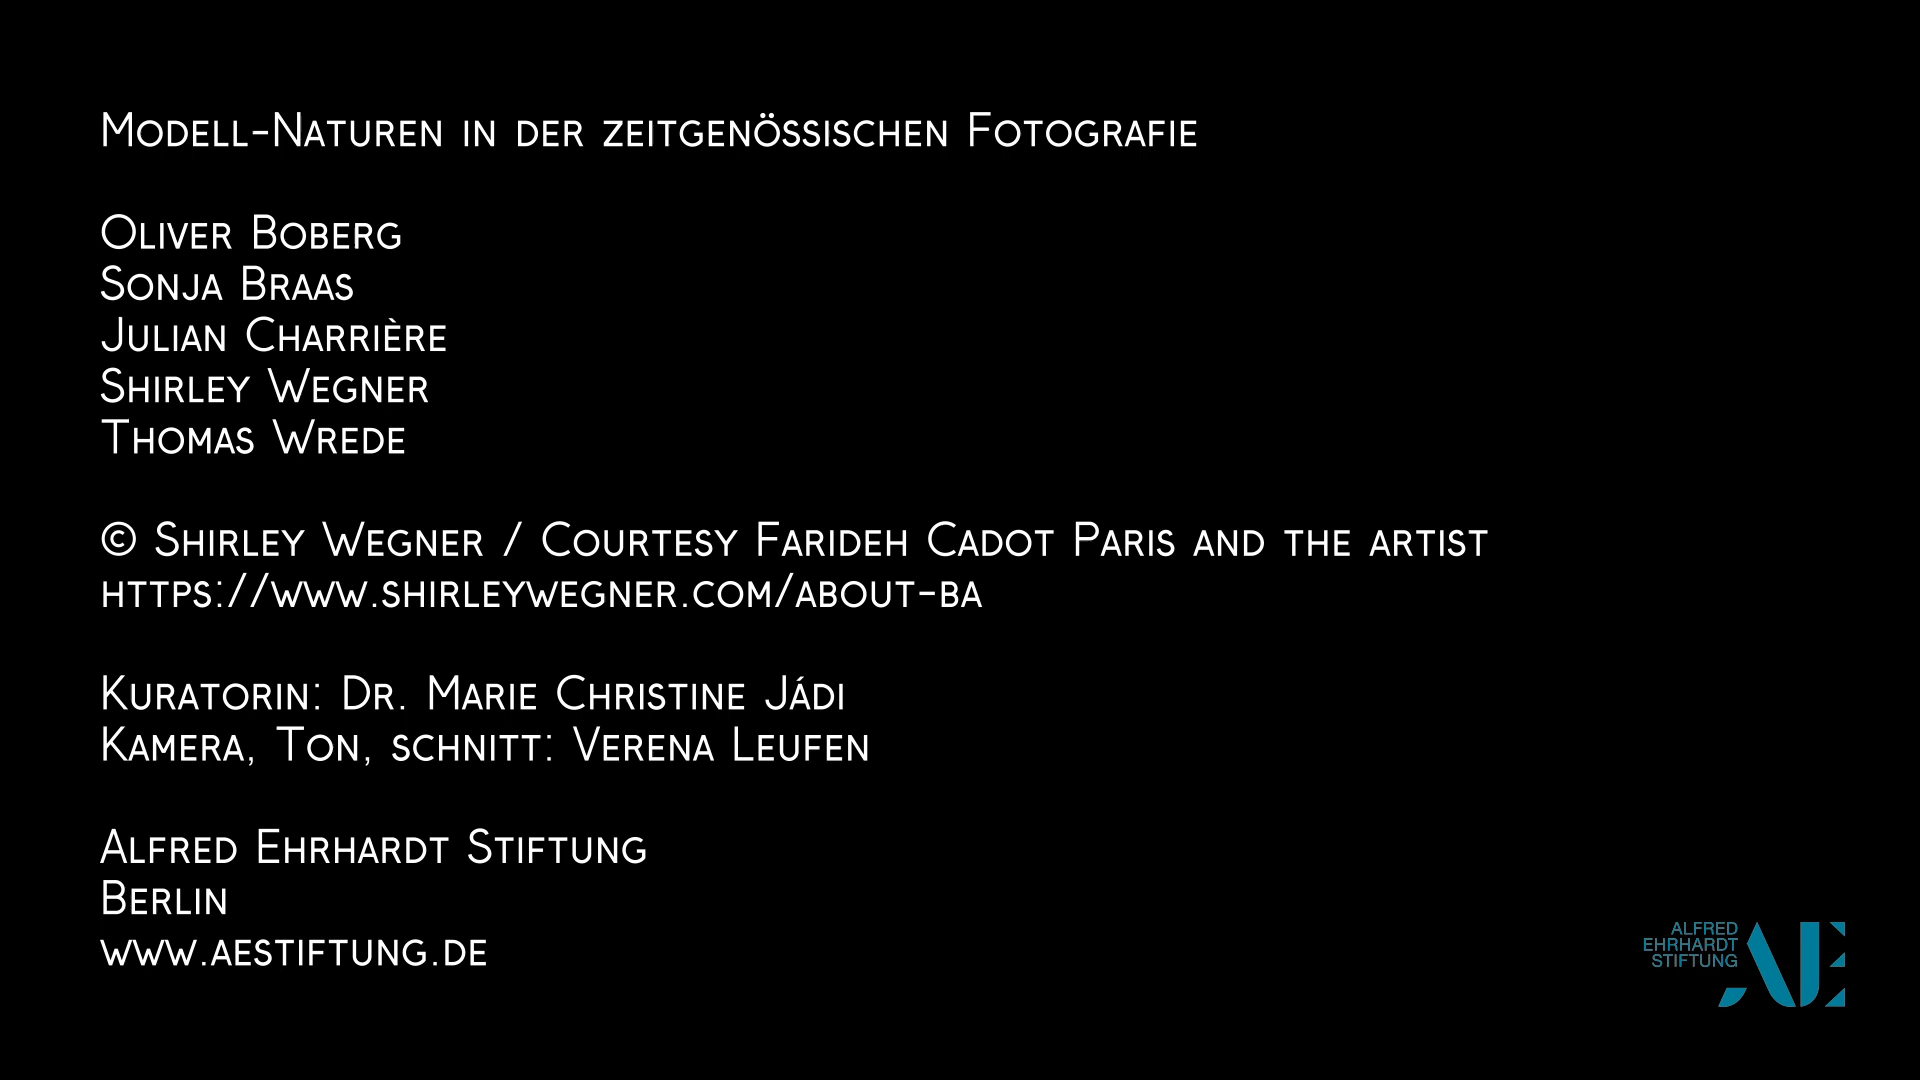 Modell-Naturen in der zeitgenössischen Fotografie
Oliver Boberg
Sonja Braas
Julian Charrière
Shirley Wegner
Thomas Wrede
© Shirley Wegner / Courtesy Farideh Cadot Paris and the artist
https://www.shirleywegner.com/about-ba
Kuratorin: Dr. Marie Christine Jádi
Kamera, Ton, schnitt: Verena Leufen
Alfred Ehrhardt Stiftung
Berlin
www.aestiftung.de
ALFRED
EHRHARDT
STIFTUNG
AE